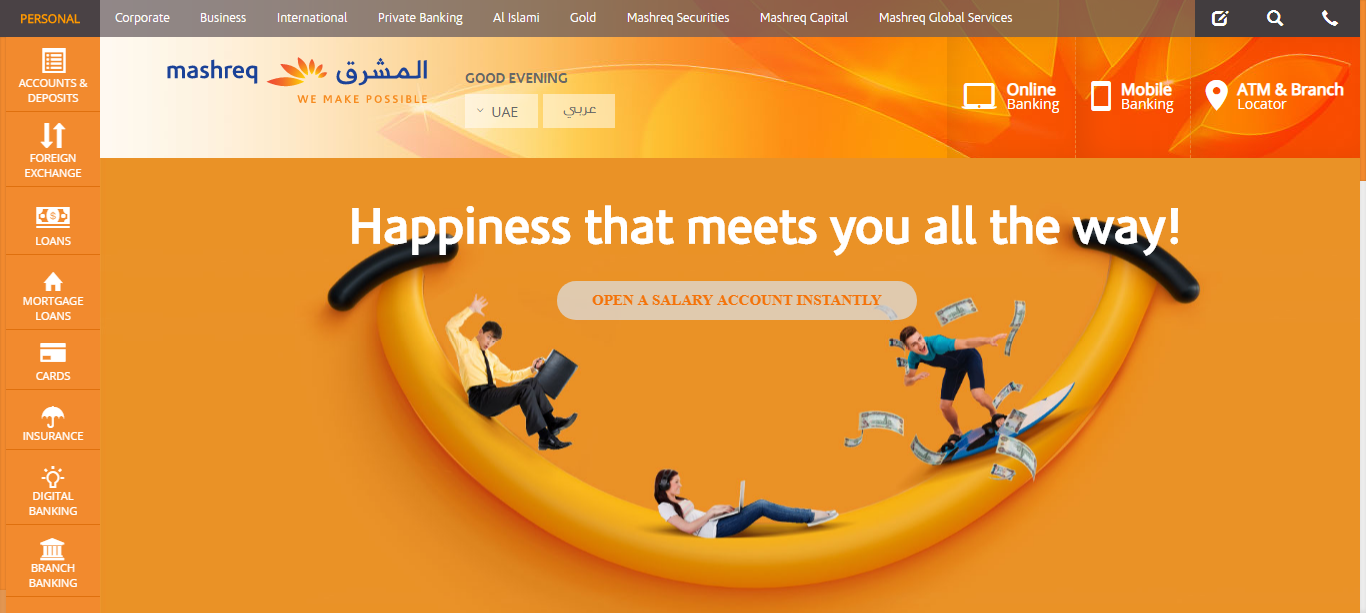 PERSONAL
Corporate
Business
International
Private Banking
Al Islami
Gold
Mashreq Securities
Mashreq Capital
Mashreq Global Services
ACCOUNTS &
DEPOSITS
FOREIGN
EXCHANGE
LOANS
MORTGAGE
LOANS
CARDS
INSURANCE
DIGITAL
BANKING
BRANCH
BANKING
mashreq المشرق
WE MAKE POSSIBLE
GOOD EVENING
UAE
عربي
Online
Banking
Mobile
Banking
ATM & Branch
Locator
Happiness that meets you all the way!
OPEN A SALARY ACCOUNT INSTANTLY